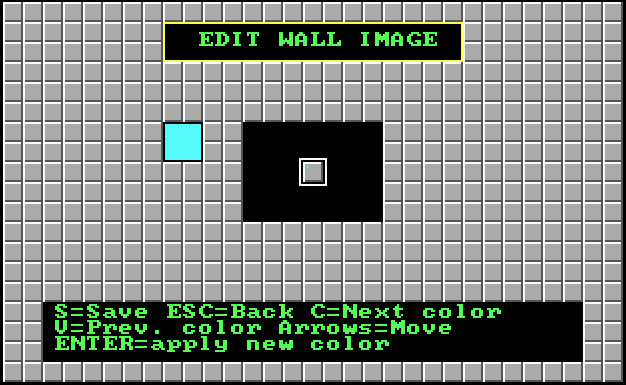 EDIT WALL IMAGE
S=Save ESC=Back C=Next color
V=Prev. color Arrows=Move
ENTER=apply new color